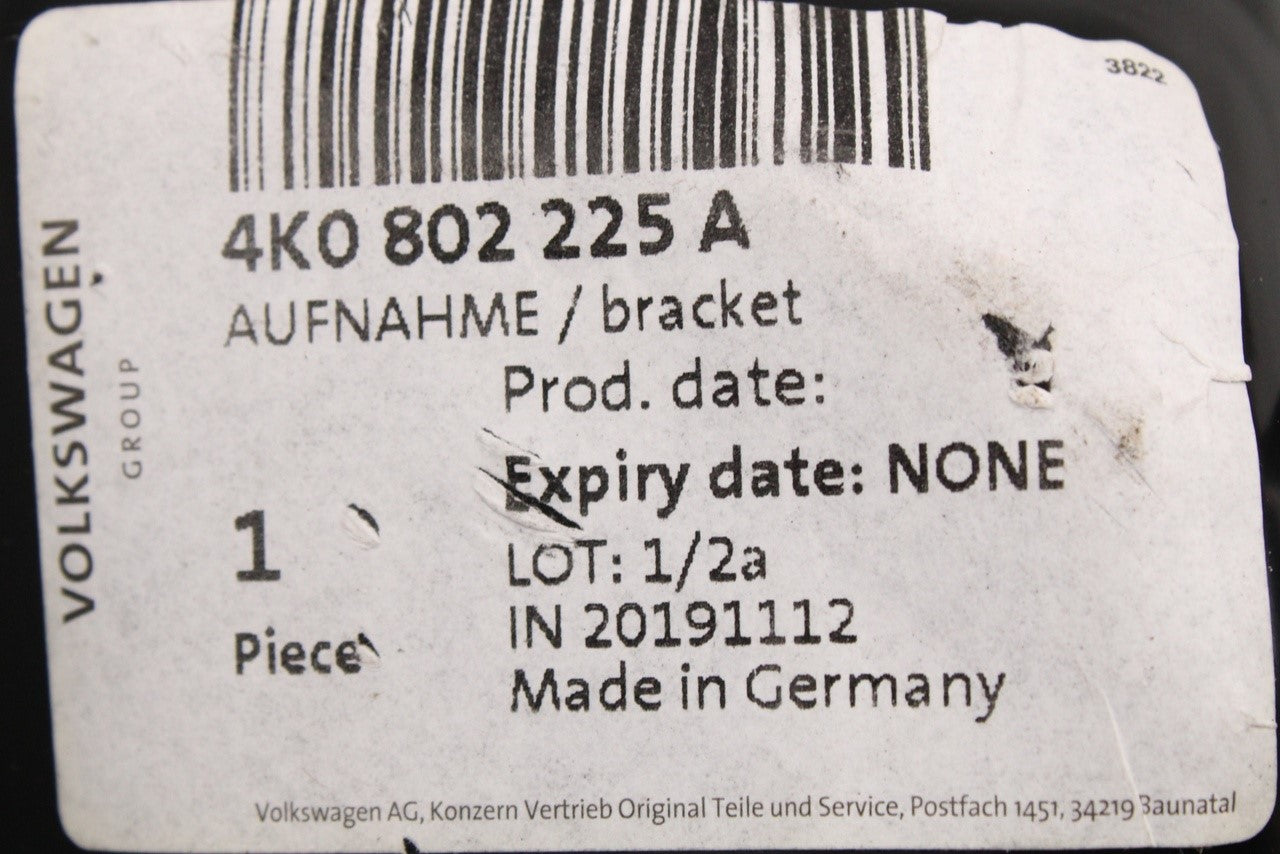 3822
4K0 802 225 A
AUFNAHME / bracket
Prod. date:
Expiry date: NONE
1
LOT: 1/2a
IN 20191112
Piece
Made in Germany
VOLKSWAGEN
GROUP
Volkswagen AG, Konzern Vertrieb Original Teile und Service, Postfach 1451, 34219 Baunatal